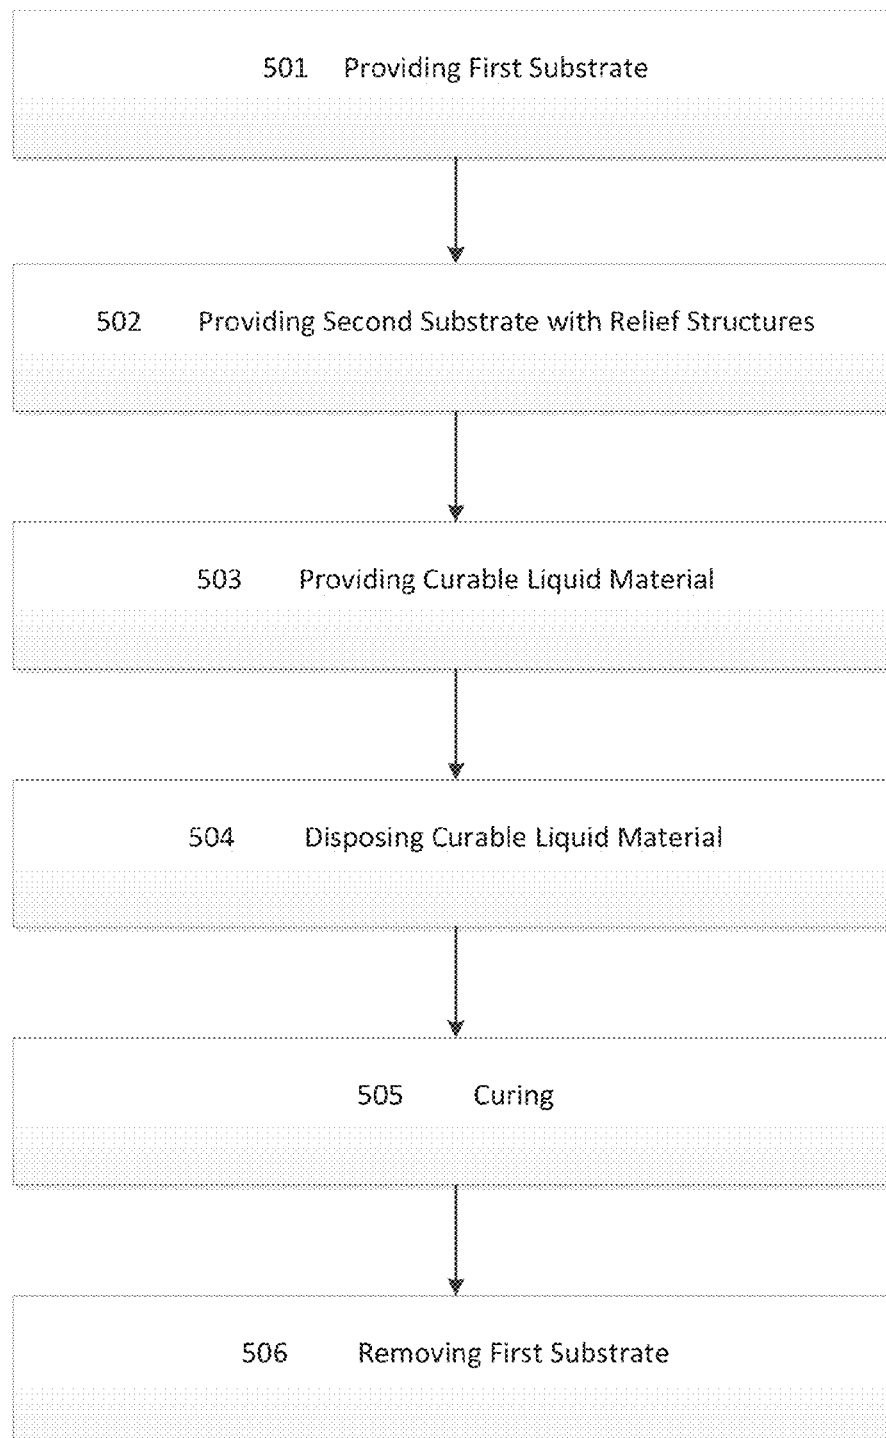 501 Providing First Substrate
502 Providing Second Substrate with Relief Structures
503 Providing Curable Liquid Material
504 Disposing Curable Liquid Material
505 Curing
506 Removing First Substrate